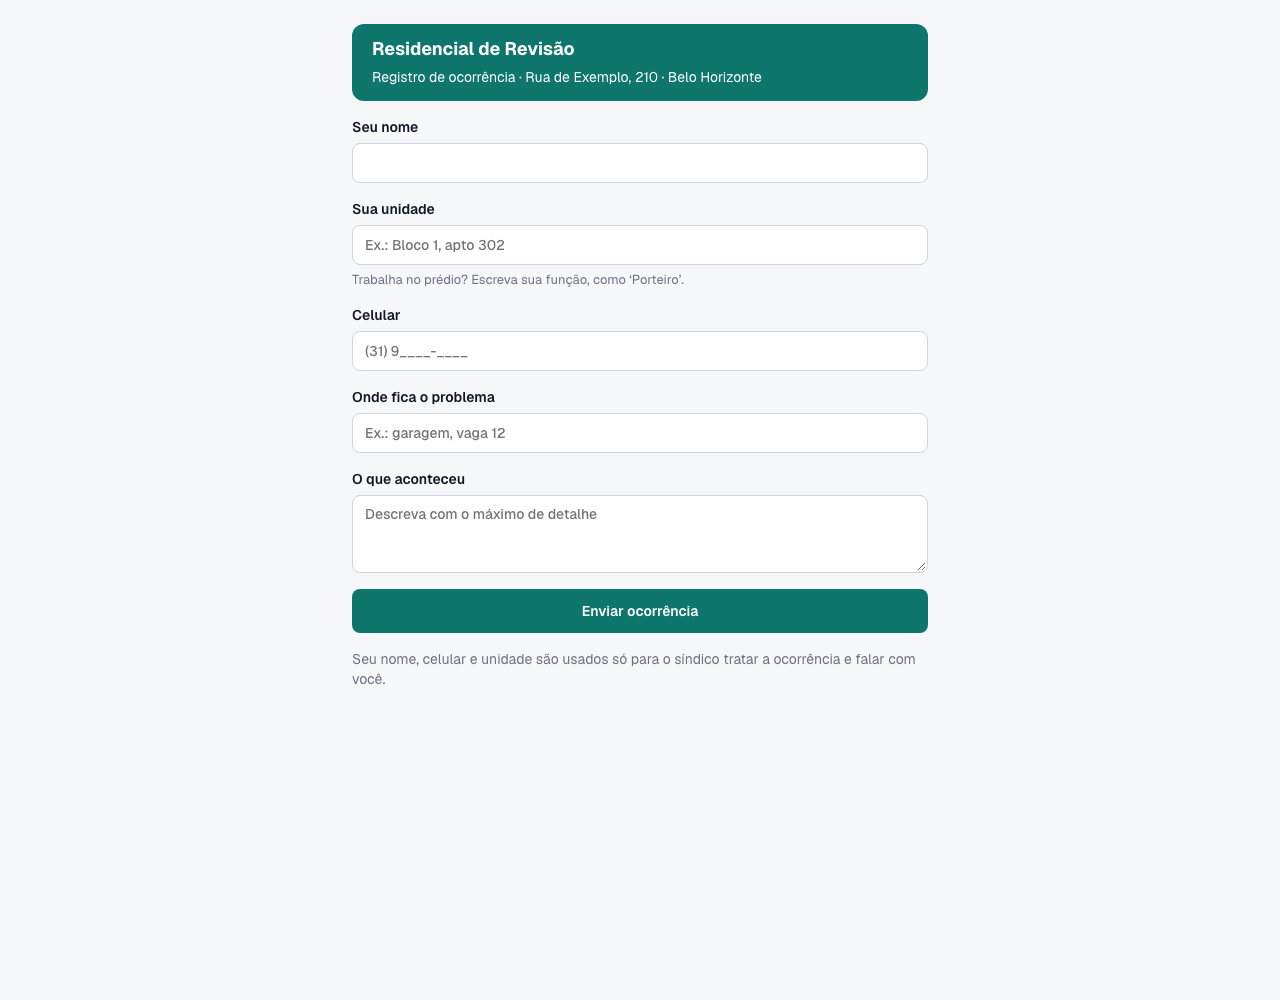 Residencial de Revisão
Registro de ocorrência · Rua de Exemplo, 210 · Belo Horizonte
Seu nome
Sua unidade
Ex.: Bloco 1, apto 302
Trabalha no prédio? Escreva sua função, como ‘Porteiro’.
Celular
(31) 9____-____
Onde fica o problema
Ex.: garagem, vaga 12
O que aconteceu
Descreva com o máximo de detalhe
Enviar ocorrência
Seu nome, celular e unidade são usados só para o síndico tratar a ocorrência e falar com
você.